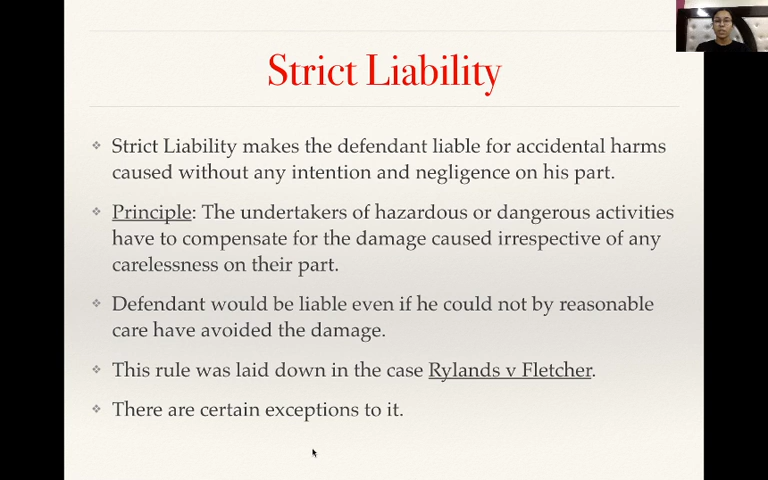 Strict Liability
Strict Liability makes the defendant liable for accidental harms
caused without any intention and negligence on his part.
Principle: The undertakers of hazardous or dangerous activities
have to compensate for the damage caused irrespective of any
carelessness on their part.
Defendant would be liable even if he could not by reasonable
care have avoided the damage.
This rule was laid down in the case Rylands v Fletcher.
There are certain exceptions to it.